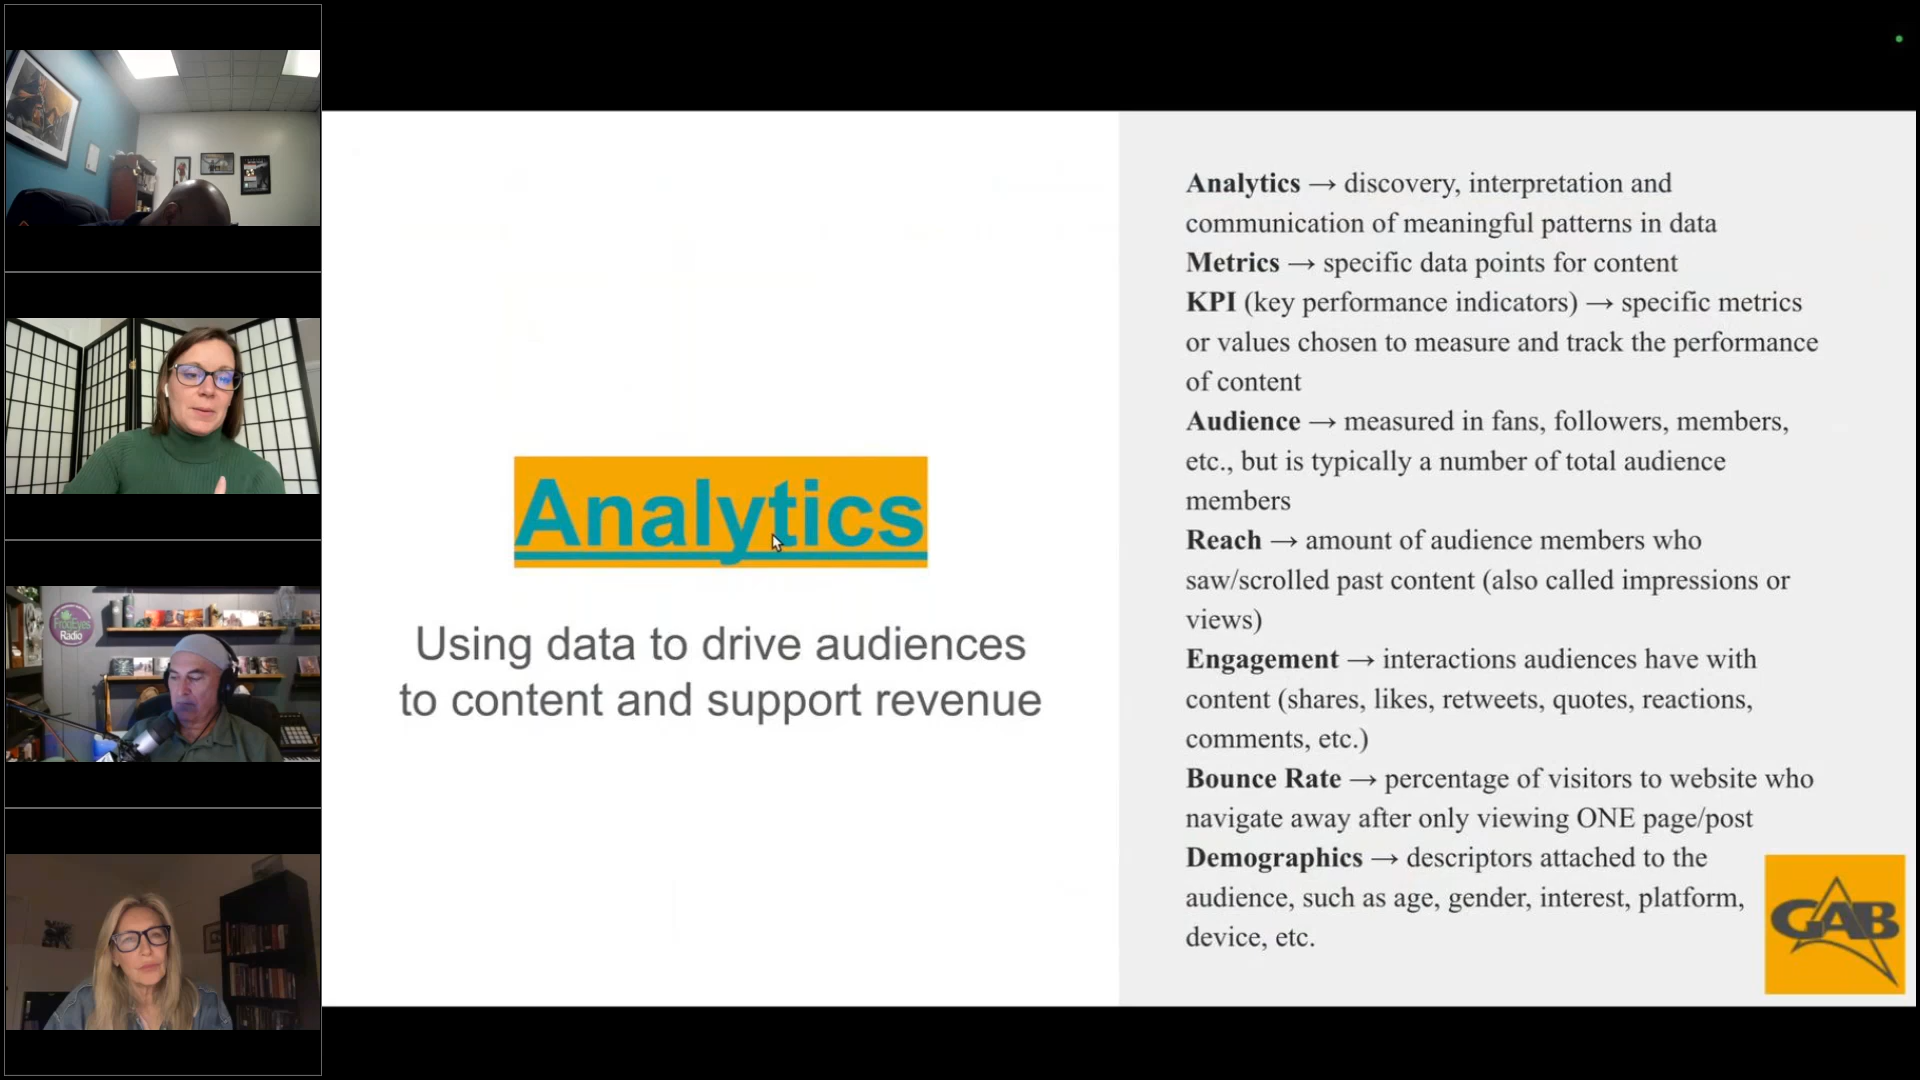 FrogEyes
Radio
Analytics
Using data to drive audiences
to content and support revenue
Analytics → discovery, interpretation and
communication of meaningful patterns in data
Metrics → specific data points for content
KPI (key performance indicators) → specific metrics
or values chosen to measure and track the performance
of content
Audience → measured in fans, followers, members,
etc., but is typically a number of total audience
members
Reach → amount of audience members who
saw/scrolled past content (also called impressions or
views)
Engagement → interactions audiences have with
content (shares, likes, retweets, quotes, reactions,
comments, etc.)
Bounce Rate → percentage of visitors to website who
navigate away after only viewing ONE page/post
Demographics → descriptors attached to the
audience, such as age, gender, interest, platform,
device, etc.
GAB